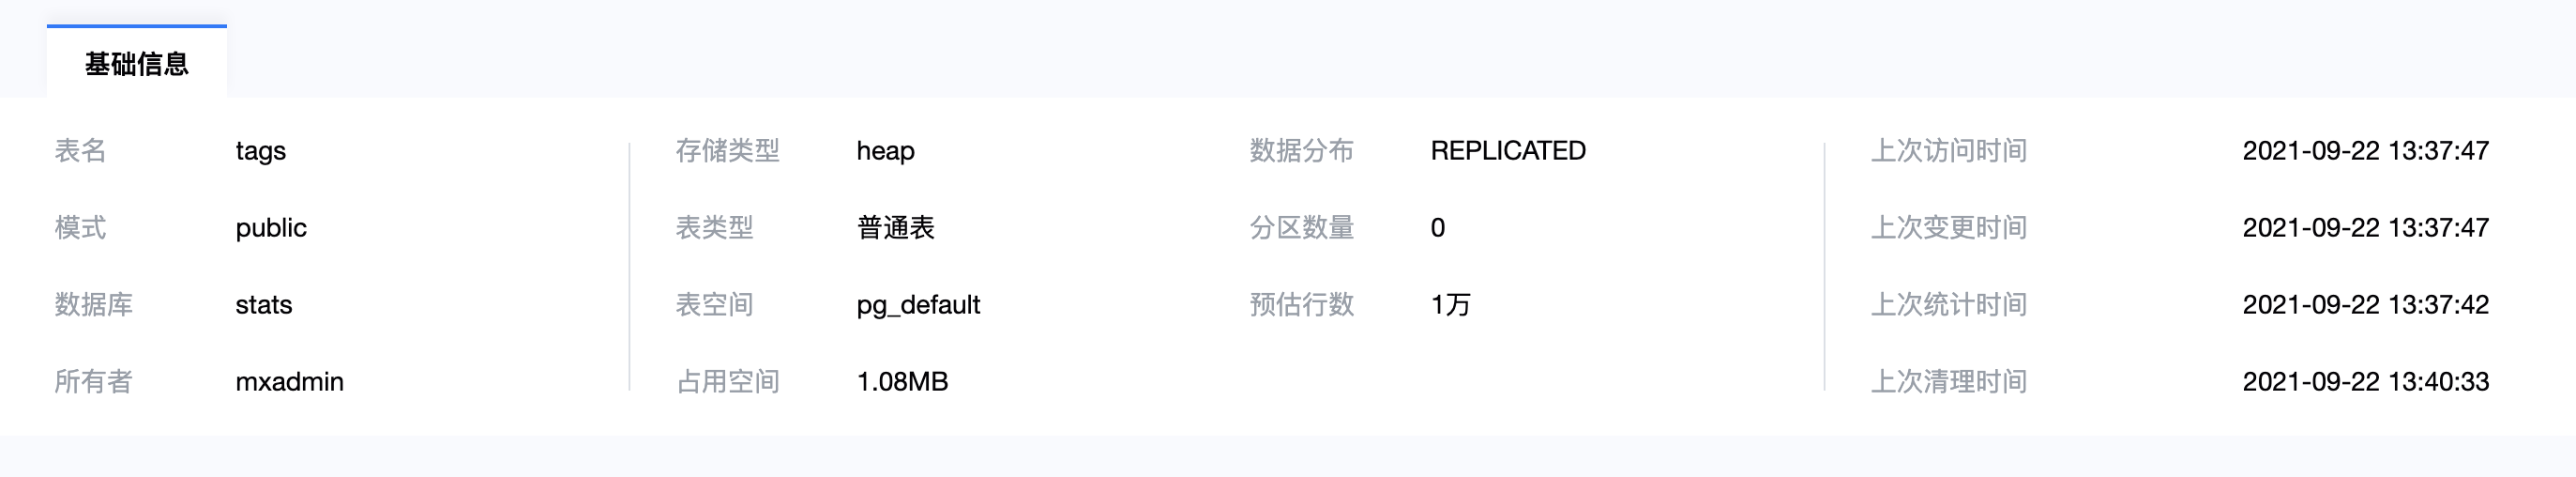 基础信息
表名 tags 存储类型 heap 数据分布 REPLICATED 上次访问时间 2021-09-22 13:37:47
模式 public 表类型 普通表 分区数量 0 上次变更时间 2021-09-22 13:37:47
数据库 stats 表空间 pg_default 预估行数 1万 上次统计时间 2021-09-22 13:37:42
所有者 mxadmin 占用空间 1.08MB 上次清理时间 2021-09-22 13:40:33